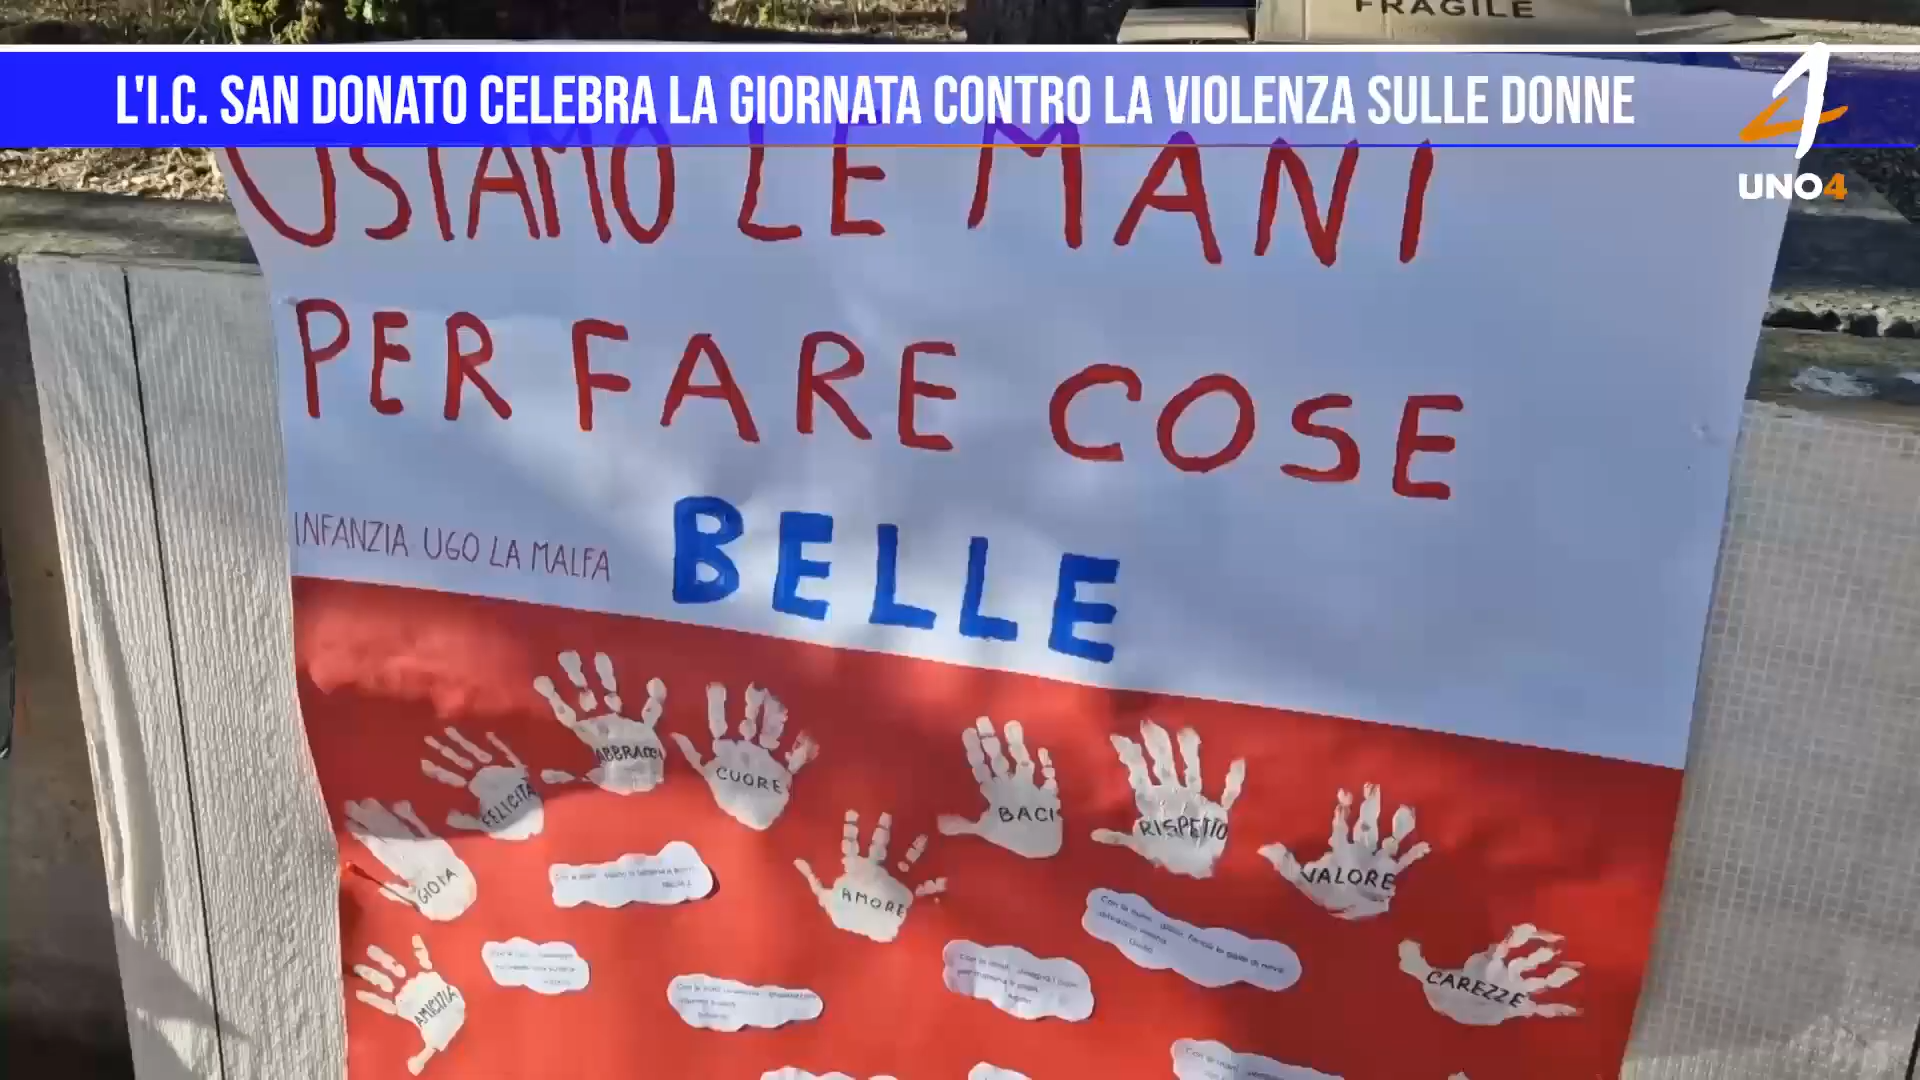 FRAGILE
L'I.C. SAN DONATO CELEBRA LA GIORNATA CONTRO LA VIOLENZA SULLE DONNE
UNO4
USIAMO LE MANI
PER FARE COSE
BELLE
INFANZIA UGO LA MALFA
ABBRACCI
CUORE
FELICITÀ
BACI
RISPETTO
VALORE
GIOIA
AMORE
CAREZZE
AMICIZIA